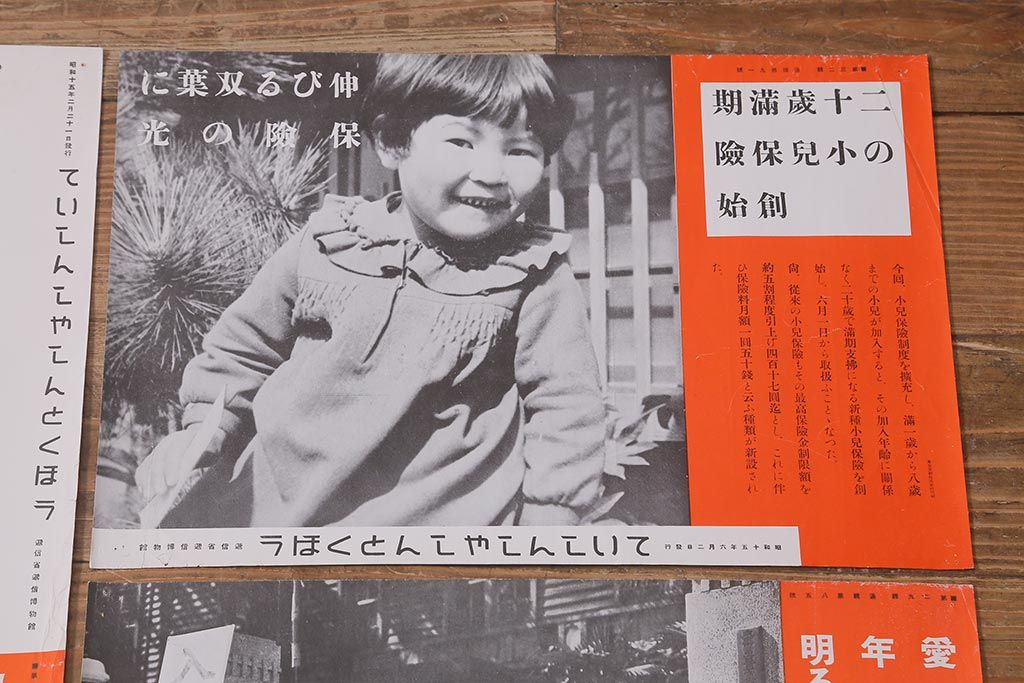 二十歲滿期
の小兒保險
創始
今回、小兒保險制度を擴充し、滿一歲から八歲
までの小兒が加入すると、その加入年齡に關係
なく二十歲で滿期支拂になる新種小兒保險を創
始し、六月一日から取扱ふことゝなつた。
尙、從來の小兒保險もその最高保險金制限額を
約五割程度引上げ四百十七圓迄とし、これに伴
ひ保險料月額一圓五十錢と云ふ種類が新設され
た。
伸びる双葉に
保險の光
昭和十五年六月二日發行
ていしんしやしんとくほう
遞信省遞信博物館
昭和十五年二月二十一日發行
ていしんしやしんとくほう
遞信省遞信博物館
愛年
明る
入